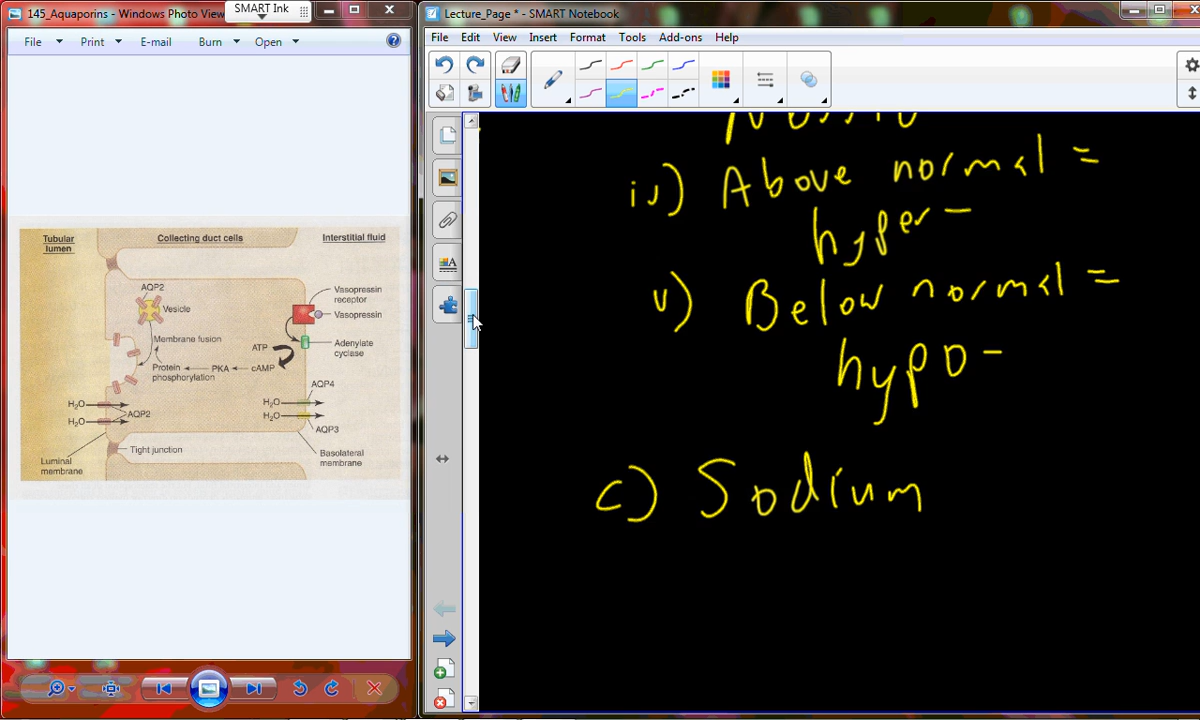 145_Aquaporins - Windows Photo View
SMART Ink
File Print E-mail Burn Open
Tubular lumen
Collecting duct cells
Interstitial fluid
AQP2
Vesicle
Vasopressin receptor
Vasopressin
Membrane fusion
ATP
Adenylate cyclase
Protein phosphorylation
PKA
cAMP
AQP4
H₂O
H₂O
AQP2
H₂O
H₂O
AQP3
Tight junction
Luminal membrane
Basolateral membrane
Lecture_Page * - SMART Notebook
File Edit View Insert Format Tools Add-ons Help
iv) Above normal =
hyper-
v) Below normal =
hypo-
c) Sodium